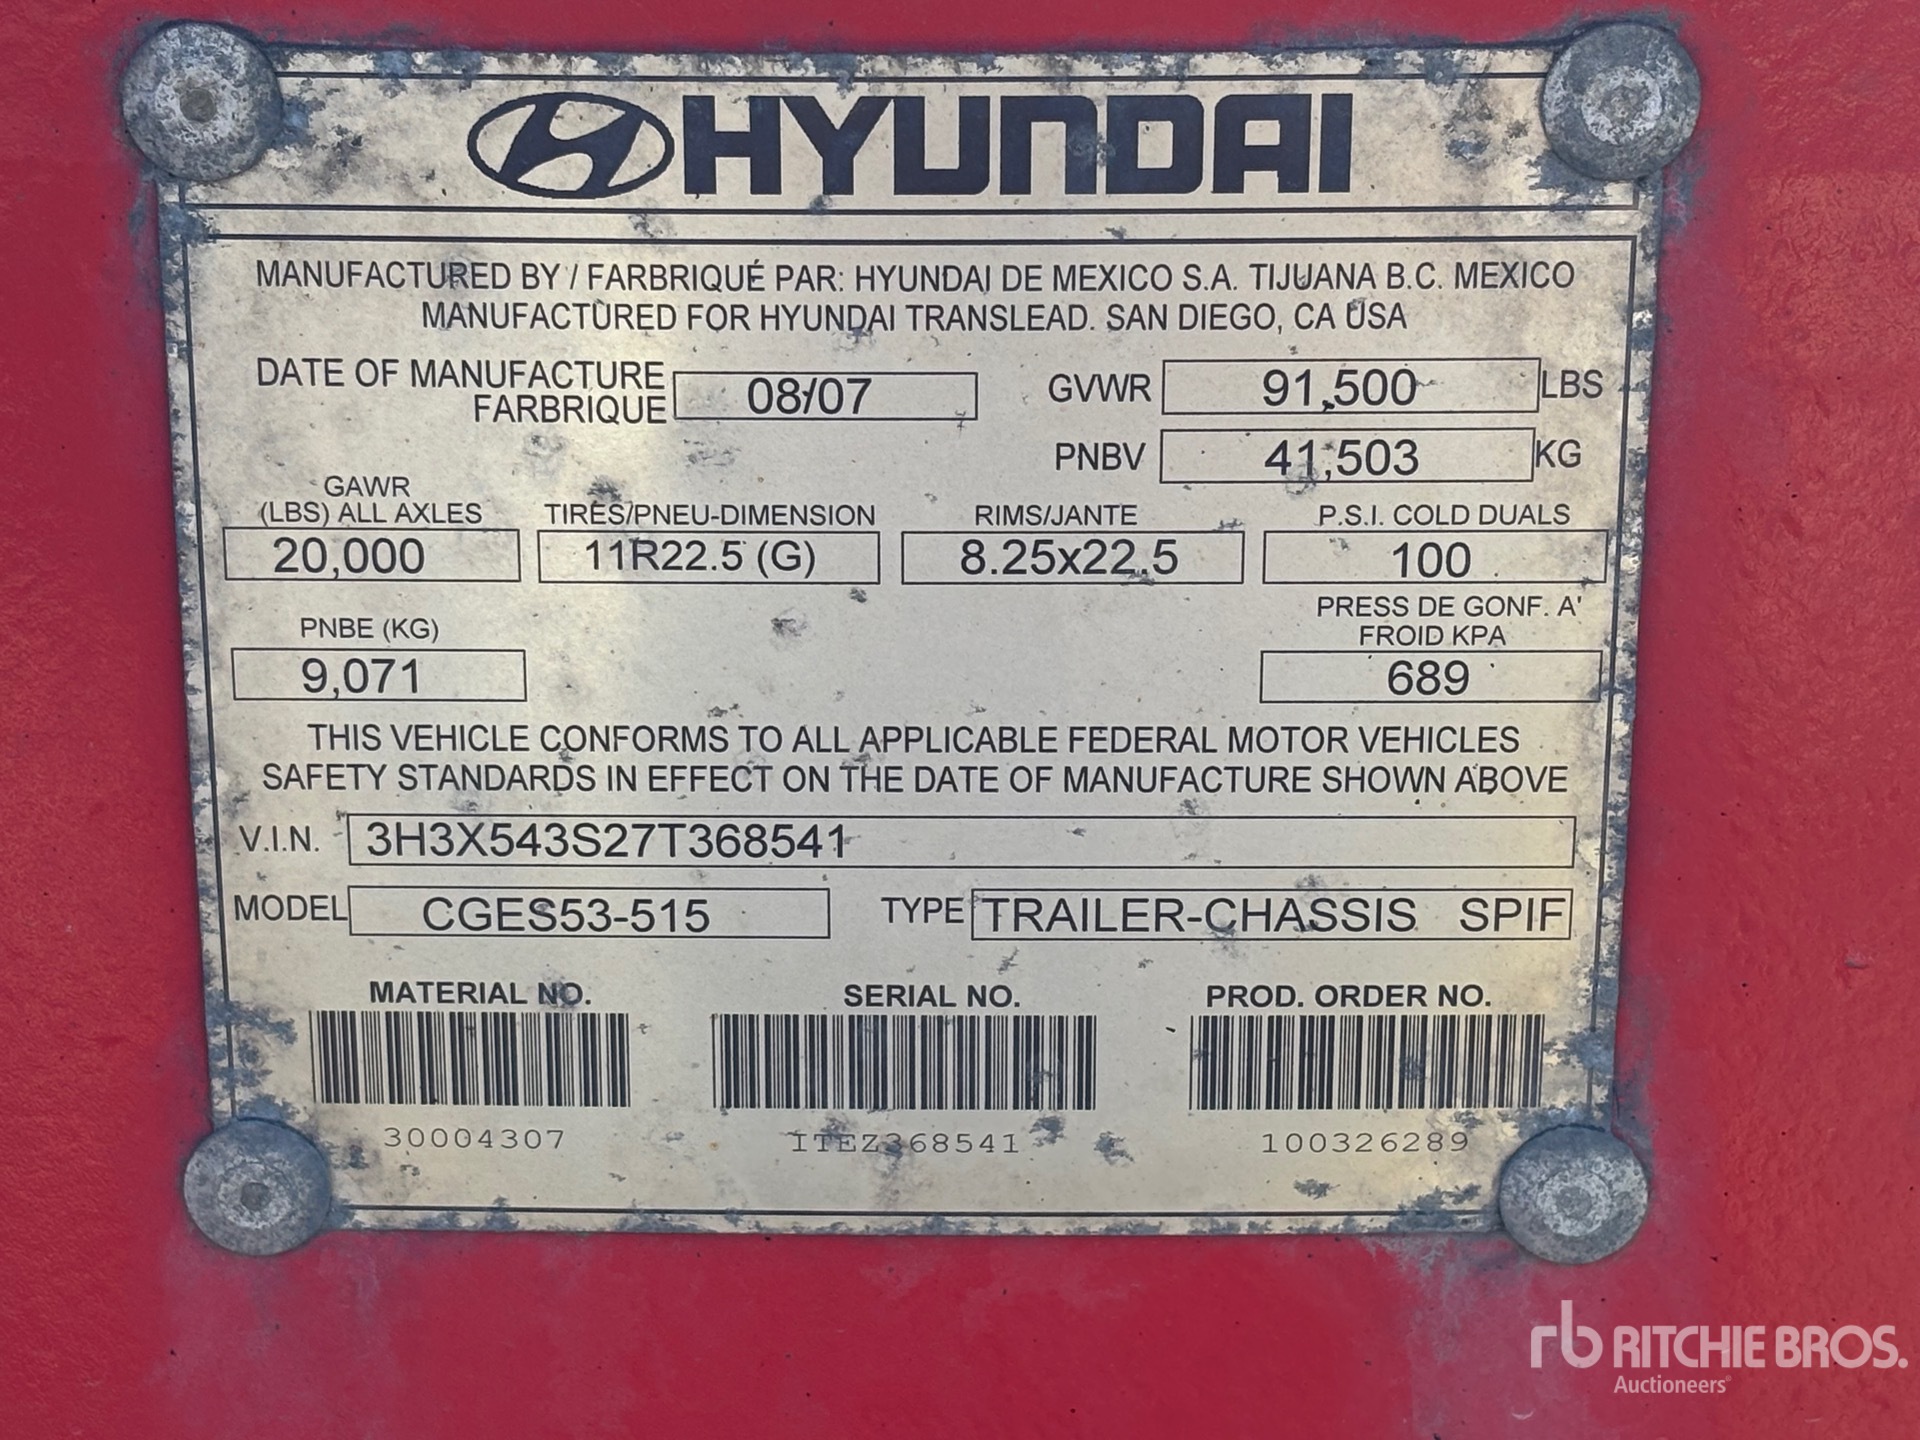 HYUNDAI
MANUFACTURED BY / FARBRIQUÉ PAR: HYUNDAI DE MEXICO S.A. TIJUANA B.C. MEXICO
MANUFACTURED FOR HYUNDAI TRANSLEAD. SAN DIEGO, CA USA
DATE OF MANUFACTURE
FARBRIQUE 08/07
GVWR 91,500 LBS
PNBV 41,503 KG
GAWR
(LBS) ALL AXLES TIRES/PNEU-DIMENSION RIMS/JANTE P.S.I. COLD DUALS
20,000 11R22.5 (G) 8.25x22.5 100
PNBE (KG)
9,071
PRESS DE GONF. A'
FROID KPA
689
THIS VEHICLE CONFORMS TO ALL APPLICABLE FEDERAL MOTOR VEHICLES
SAFETY STANDARDS IN EFFECT ON THE DATE OF MANUFACTURE SHOWN ABOVE
V.I.N. 3H3X543S27T368541
MODEL CGES53-515 TYPE TRAILER-CHASSIS SPIF
MATERIAL NO. SERIAL NO. PROD. ORDER NO.
30004307 ITEZ368541 100326289
rb RITCHIE BROS.
Auctioneers